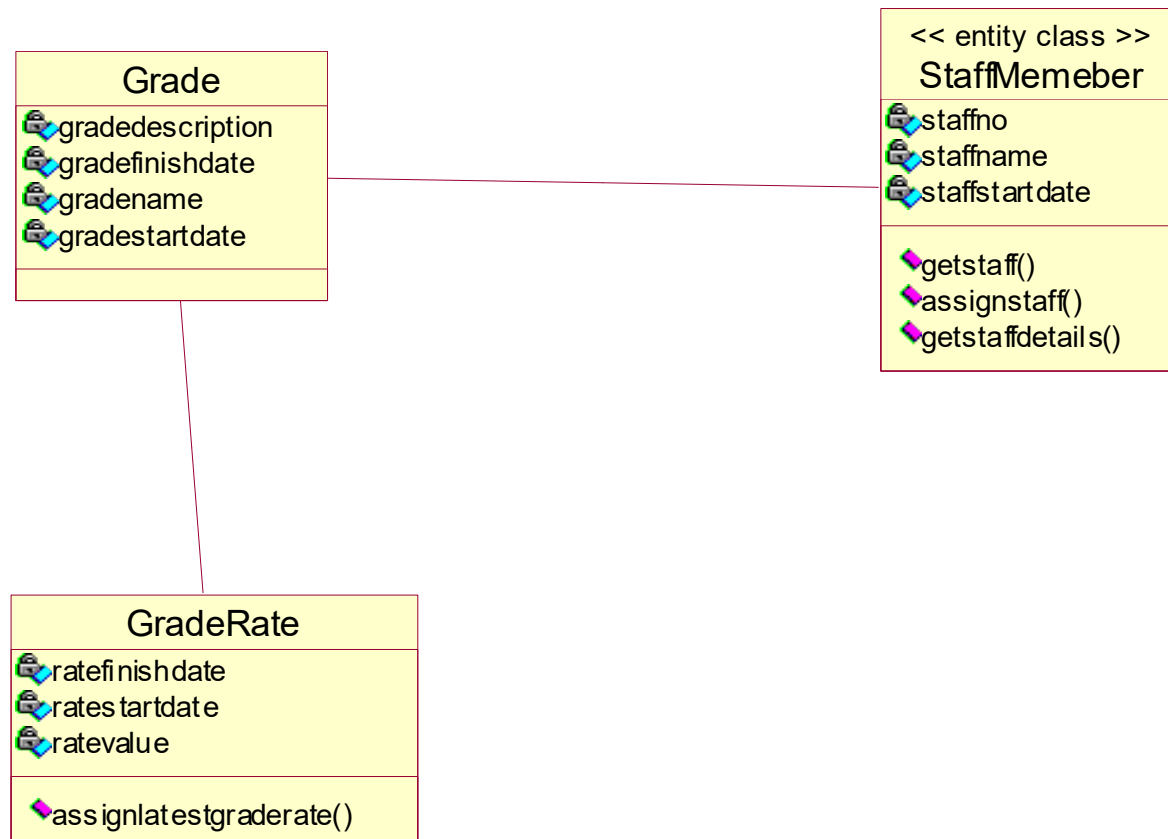 Grade
gradedescription
gradefinishdate
gradename
gradestartdate
<< entity class >>
StaffMemeber
staffno
staffname
staffstartdate
getstaff()
assignstaff()
getstaffdetails()
GradeRate
ratefinishdate
ratestartdate
ratevalue
assignlatestgraderate()